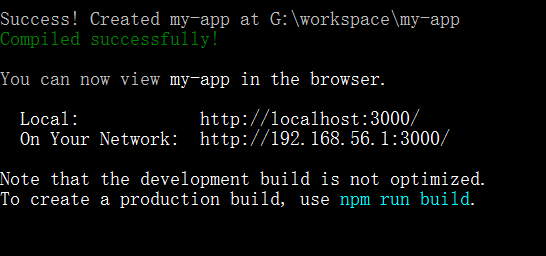 Success! Created my-app at G:\workspace\my-app
Compiled successfully!
You can now view my-app in the browser.
Local: http://localhost:3000/
On Your Network: http://192.168.56.1:3000/
Note that the development build is not optimized.
To create a production build, use npm run build.